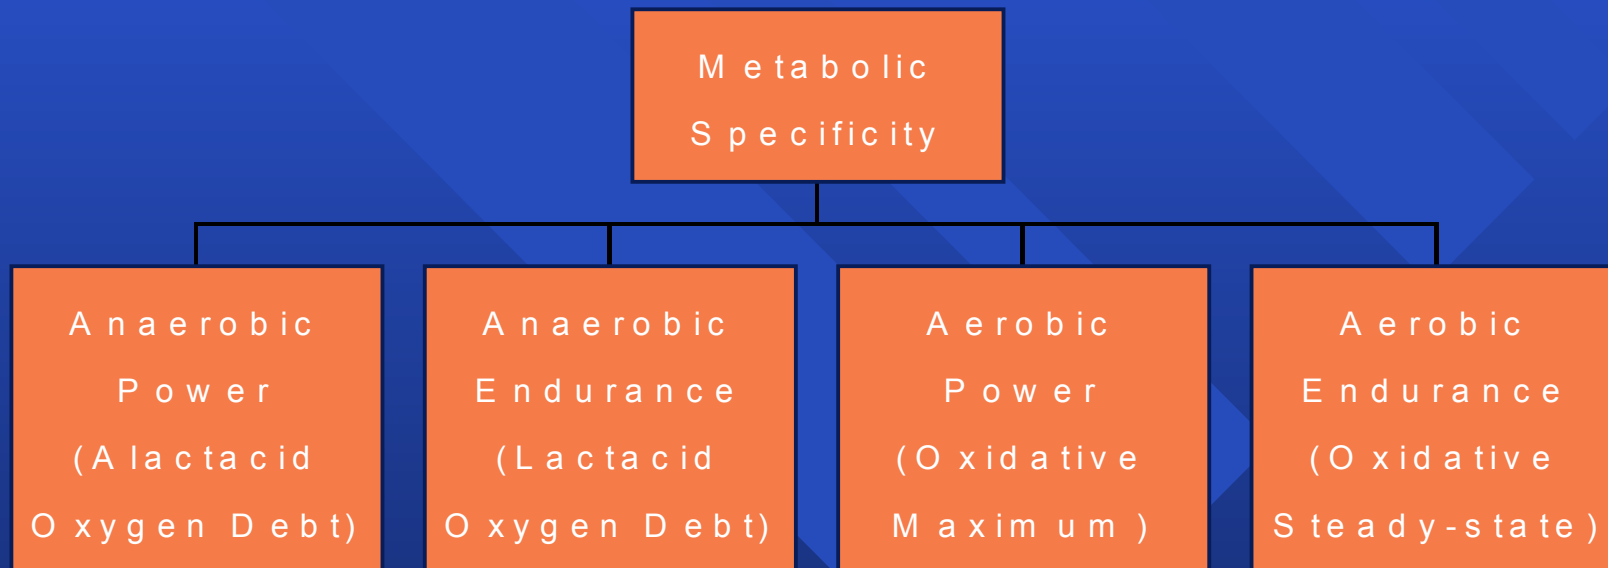 Metabolic
Specificity
Anaerobic
Power
(Alactacid
Oxygen Debt)
Anaerobic
Endurance
(Lactacid
Oxygen Debt)
Aerobic
Power
(Oxidative
Maximum)
Aerobic
Endurance
(Oxidative
Steady-state)